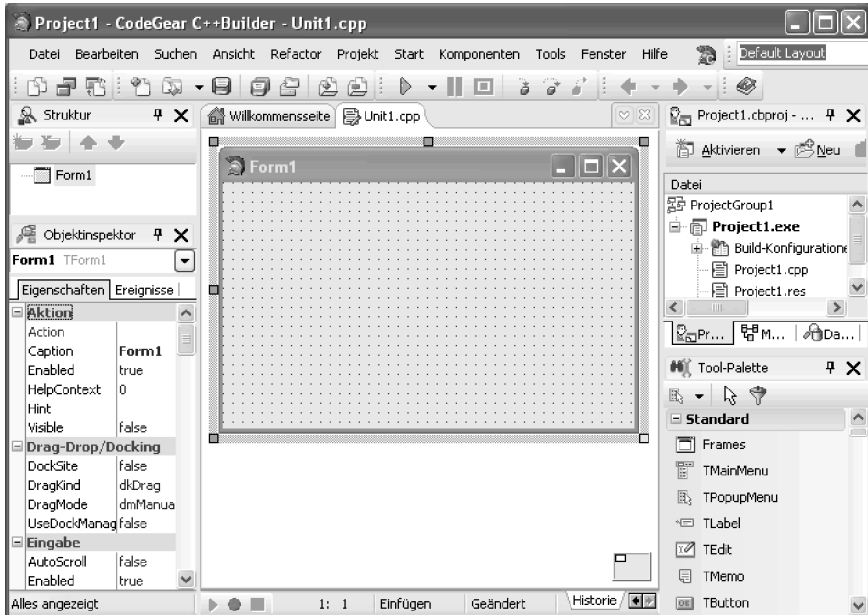 Project1 - CodeGear C++Builder - Unit1.cpp
Datei Bearbeiten Suchen Ansicht Refactor Projekt Start Komponenten Tools Fenster Hilfe
Default Layout
Struktur
Form1
Objektinspektor
Form1 TForm1
Eigenschaften Ereignisse
Aktion
Action
Caption Form1
Enabled true
HelpContext 0
Hint
Visible false
Drag-Drop/Docking
DockSite false
DragKind dkDrag
DragMode dmManua
UseDockManag false
Eingabe
AutoScroll false
Enabled true
Alles angezeigt
Willkommensseite Unit1.cpp
Form1
1: 1 Einfügen Geändert Historie
Project1.cbproj - ...
Aktivieren Neu
Datei
ProjectGroup1
Project1.exe
Build-Konfiguratione
Project1.cpp
Project1.res
Pr... M... Da...
Tool-Palette
Standard
Frames
TMainMenu
TPopupMenu
TLabel
TEdit
TMemo
TButton